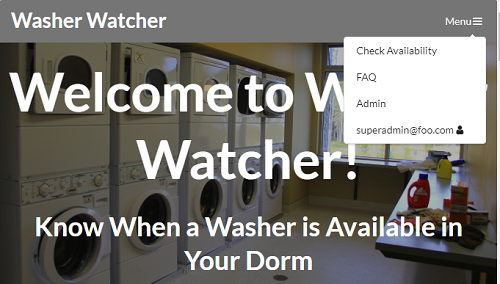 Washer Watcher
Menu
Check Availability
FAQ
Admin
superadmin@foo.com
Welcome to W
Watcher!
Know When a Washer is Available in
Your Dorm